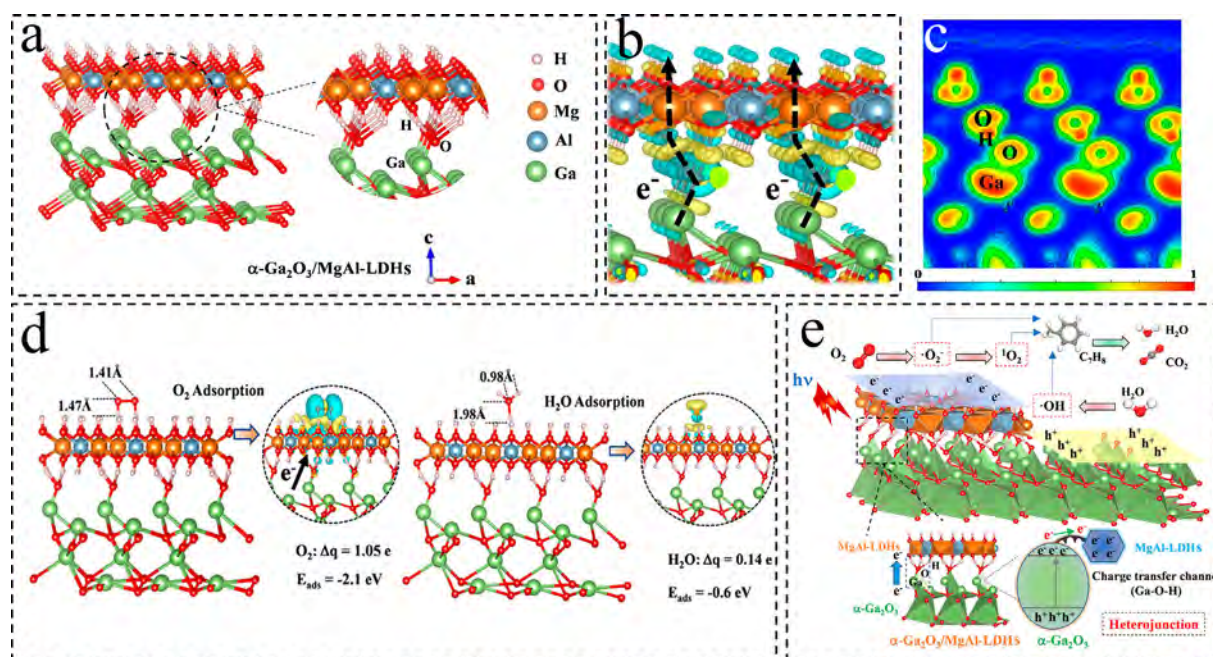 a
H
O
Mg
Al
Ga
H
O
Ga
c
a
α-Ga₂O₃/MgAl-LDHs
b
e⁻
e⁻
c
O
H
O
Ga
0
1
d
1.41Å
1.47Å
O₂ Adsorption
e⁻
O₂: Δq = 1.05 e
E_ads = -2.1 eV
0.98Å
1.98Å
H₂O Adsorption
H₂O: Δq = 0.14 e
E_ads = -0.6 eV
e
O₂
·O₂⁻
¹O₂
C₇H₈
H₂O
CO₂
hν
e⁻ e⁻
e⁻ e⁻
e⁻ e⁻
·OH
H₂O
h⁺ h⁺
h⁺ h⁺
h⁺ h⁺
MgAl-LDHs
e⁻
e⁻
Ga O H
α-Ga₂O₃
α-Ga₂O₃/MgAl-LDHs
e⁻ e⁻
e⁻ e⁻ e⁻
e⁻ e⁻
e⁻ e⁻
MgAl-LDHs
Charge transfer channe
(Ga-O-H)
h⁺h⁺h⁺
α-Ga₂O₃
Heterojunction